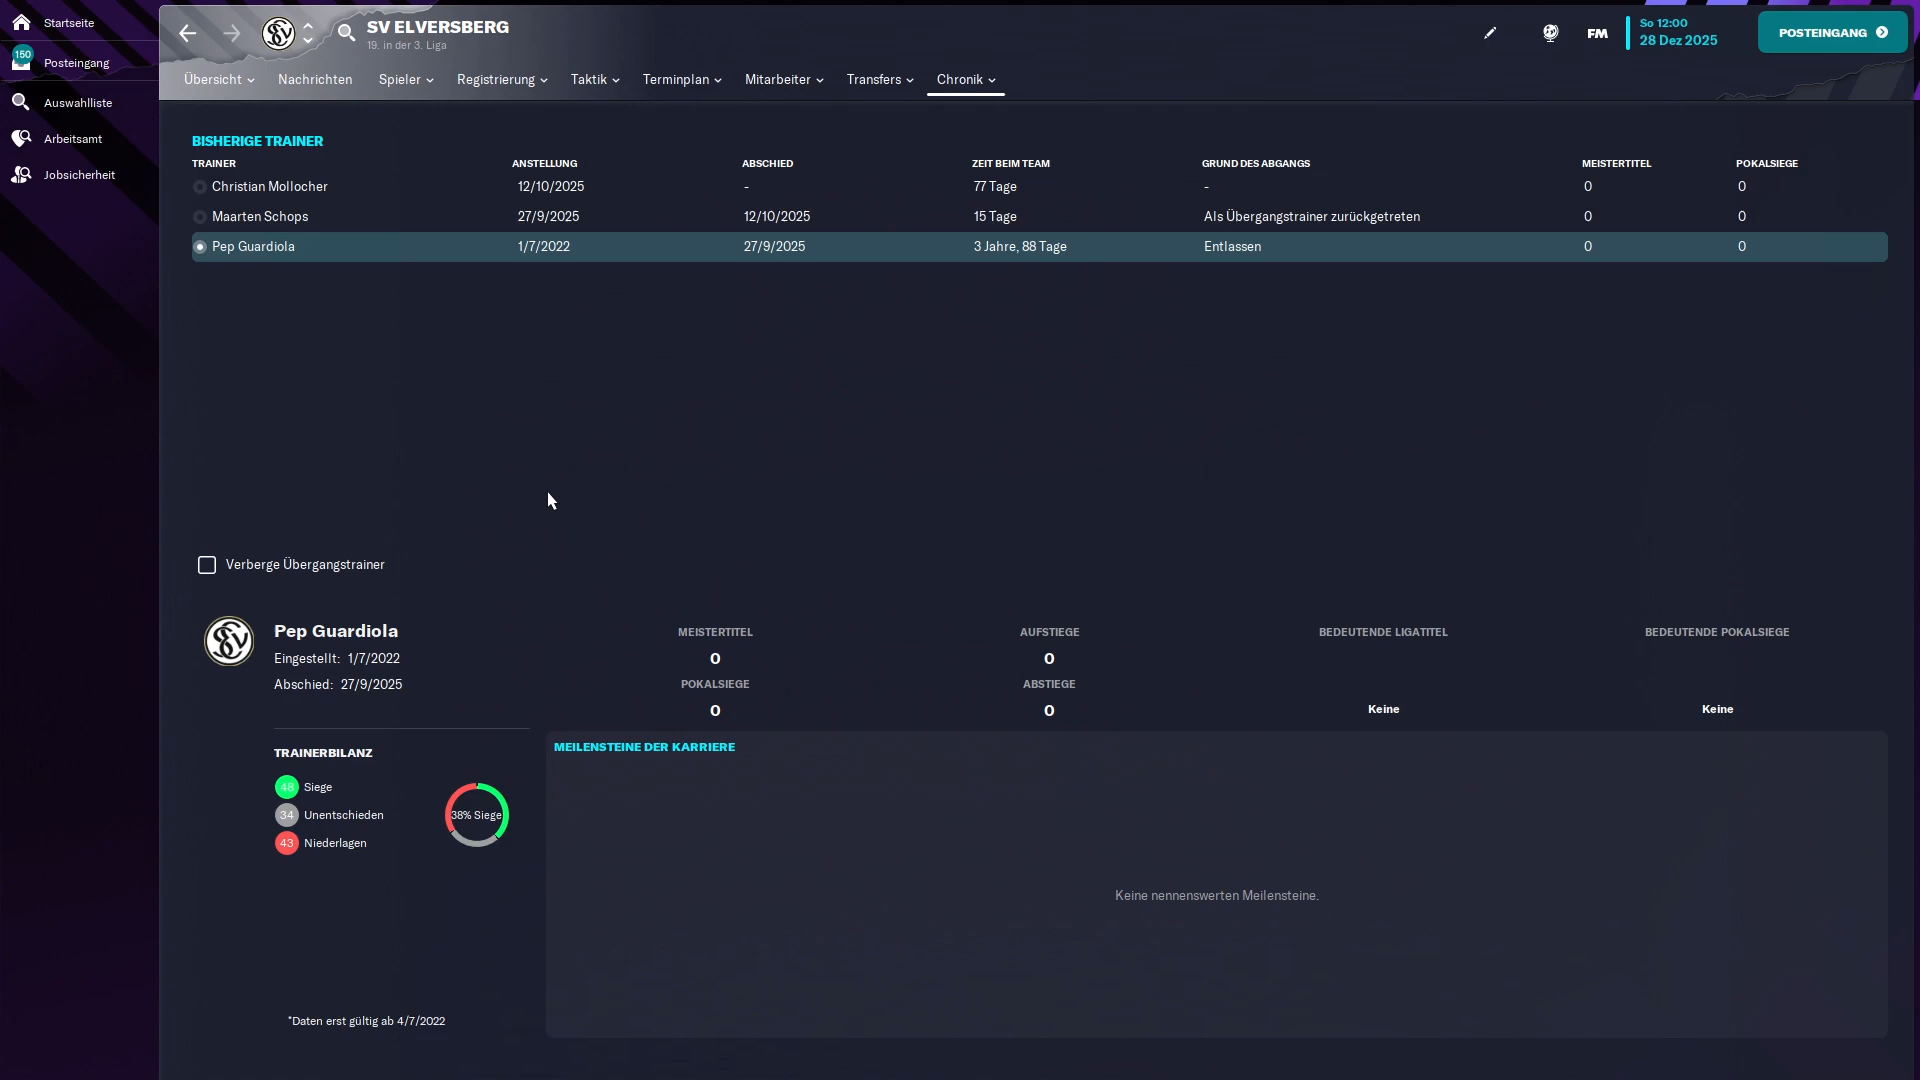 Startseite
150
Posteingang
Auswahlliste
Arbeitsamt
Jobsicherheit
SV ELVERSBERG
19. in der 3. Liga
FM
So 12:00
28 Dez 2025
POSTEINGANG
Übersicht Nachrichten Spieler Registrierung Taktik Terminplan Mitarbeiter Transfers Chronik
BISHERIGE TRAINER
TRAINER ANSTELLUNG ABSCHIED ZEIT BEIM TEAM GRUND DES ABGANGS MEISTERTITEL POKALSIEGE
Christian Mollocher 12/10/2025 - 77 Tage - 0 0
Maarten Schops 27/9/2025 12/10/2025 15 Tage Als Übergangstrainer zurückgetreten 0 0
Pep Guardiola 1/7/2022 27/9/2025 3 Jahre, 88 Tage Entlassen 0 0
Verberge Übergangstrainer
Pep Guardiola
Eingestellt: 1/7/2022
Abschied: 27/9/2025
MEISTERTITEL AUFSTIEGE BEDEUTENDE LIGATITEL BEDEUTENDE POKALSIEGE
0 0
POKALSIEGE ABSTIEGE
0 0 Keine Keine
TRAINERBILANZ
48 Siege
34 Unentschieden
43 Niederlagen
38% Siege
MEILENSTEINE DER KARRIERE
Keine nennenswerten Meilensteine.
*Daten erst gültig ab 4/7/2022